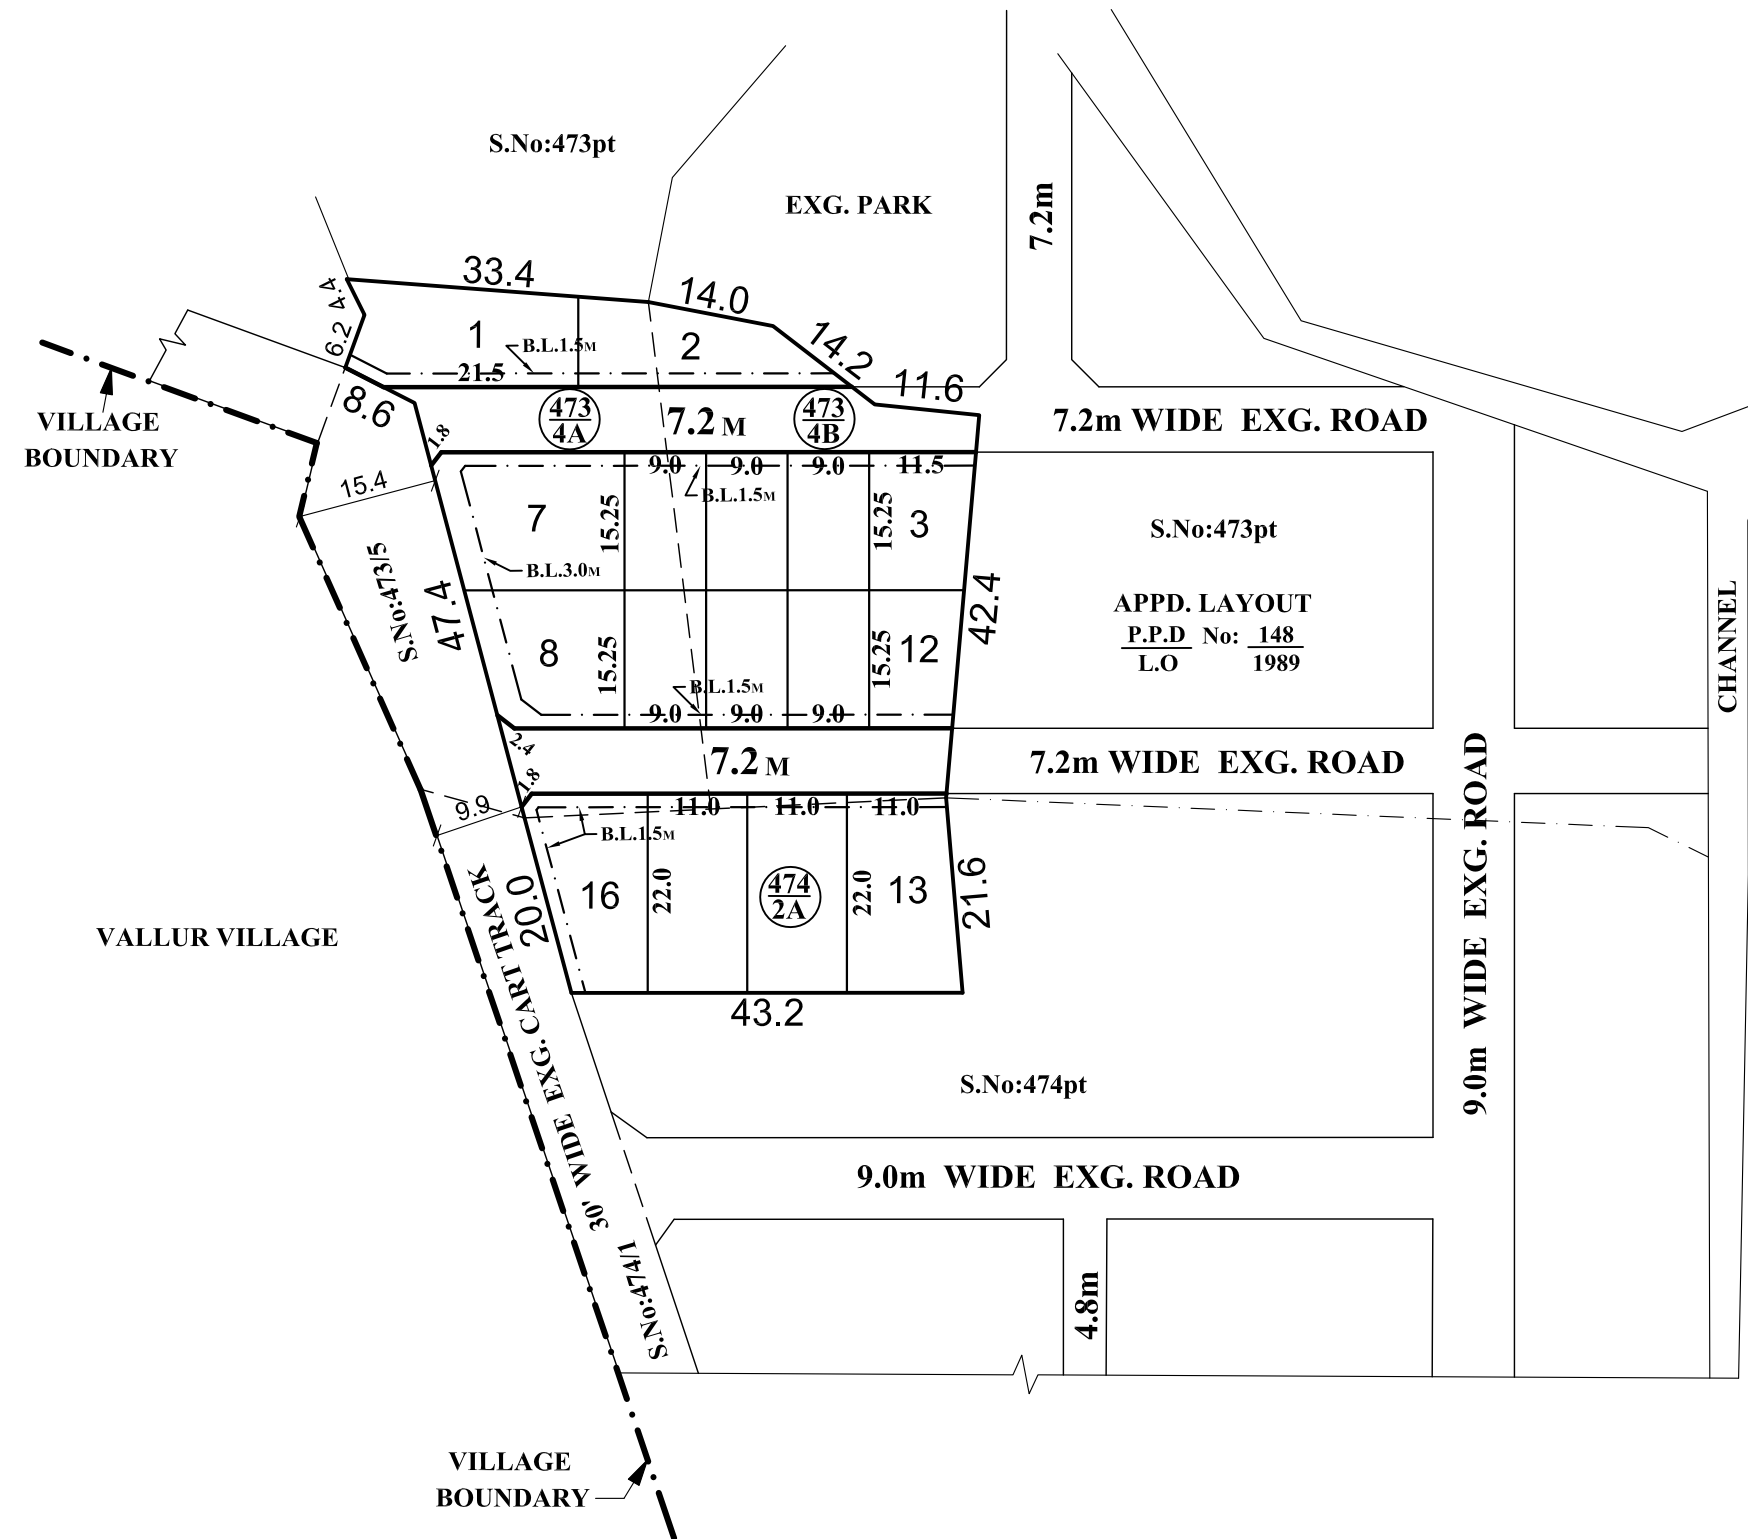 S.No:473pt
EXG. PARK
7.2m
33.4
14.0
14.2
11.6
4.4
6.2
1
2
B.L.1.5M
21.5
8.6
473
4A
7.2 M
473
4B
7.2m WIDE EXG. ROAD
VILLAGE
BOUNDARY
1.8
15.4
9.0
9.0
9.0
11.5
B.L.1.5M
7
15.25
15.25
3
S.No:473pt
B.L.3.0M
S.No:473/5
47.4
42.4
APPD. LAYOUT
P.P.D No: 148
L.O 1989
CHANNEL
8
15.25
15.25
12
B.L.1.5M
9.0
9.0
9.0
2.4
7.2 M
7.2m WIDE EXG. ROAD
1.8
9.9
11.0
11.0
11.0
B.L.1.5M
16
22.0
474
2A
22.0
13
21.6
20.0
9.0m WIDE EXG. ROAD
VALLUR VILLAGE
43.2
30' WIDE EXG. CART TRACK
S.No:474pt
9.0m WIDE EXG. ROAD
S.No:474/1
4.8m
VILLAGE
BOUNDARY